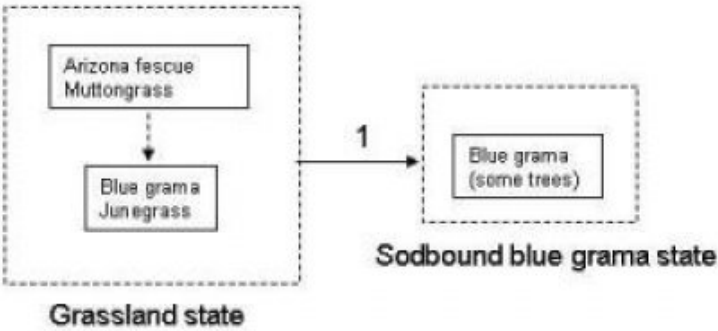 Arizona fescue
Muttongrass
Blue grama
Junegrass
Grassland state
1
Blue grama
(some trees)
Sodbound blue grama state